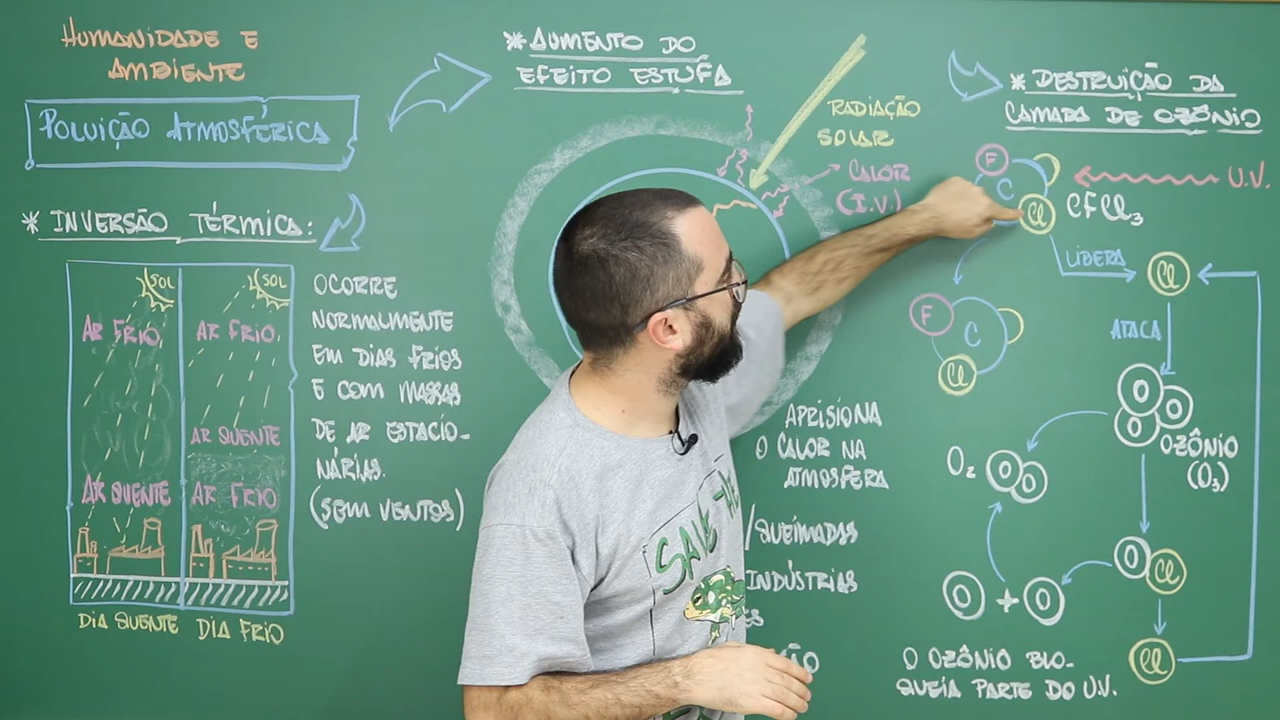 HUMANIDADE E
AMBIENTE
POLUIÇÃO ATMOSFÉRICA
* INVERSÃO TÉRMICA:
SOL
SOL
AR FRIO
AR FRIO
AR QUENTE
AR QUENTE
AR FRIO
DIA QUENTE
DIA FRIO
OCORRE
NORMALMENTE
EM DIAS FRIOS
E COM MASSAS
DE AR ESTACIO-
NÁRIAS.
(SEM VENTOS)
* AUMENTO DO
EFEITO ESTUFA
RADIAÇÃO
SOLAR
CALOR
(I.V.)
APRISIONA
O CALOR NA
ATMOSFERA
/QUEIMADAS
INDÚSTRIAS
SAVE THE
* DESTRUIÇÃO DA
CAMADA DE OZÔNIO
F
C
Cl
CFCl₃
U.V.
LIBERA
Cl
F
C
Cl
ATACA
O
O
O
O
OZÔNIO
(O₃)
O₂
O
O
O
Cl
O + O
Cl
O OZÔNIO BLO-
QUEIA PARTE DO U.V.